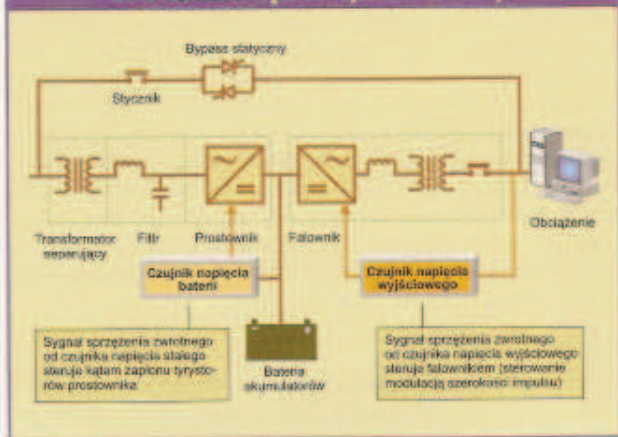 Bypass statyczny
Stycznik
Transformator
separujący
Filtr
Prostownik
Falownik
Obciążenie
Czujnik napięcia
baterii
Czujnik napięcia
wyjściowego
Sygnał sprzężenia zwrotnego
od czujnika napięcia stałego
steruje kątam zapłonu tyrysto-
rów prostownika
Bateria
akumulatorów
Sygnał sprzężenia zwrotnego
od czujnika napięcia wyjściowego
steruje falownikiem (sterowanie
modulacją szerokości impulsu)